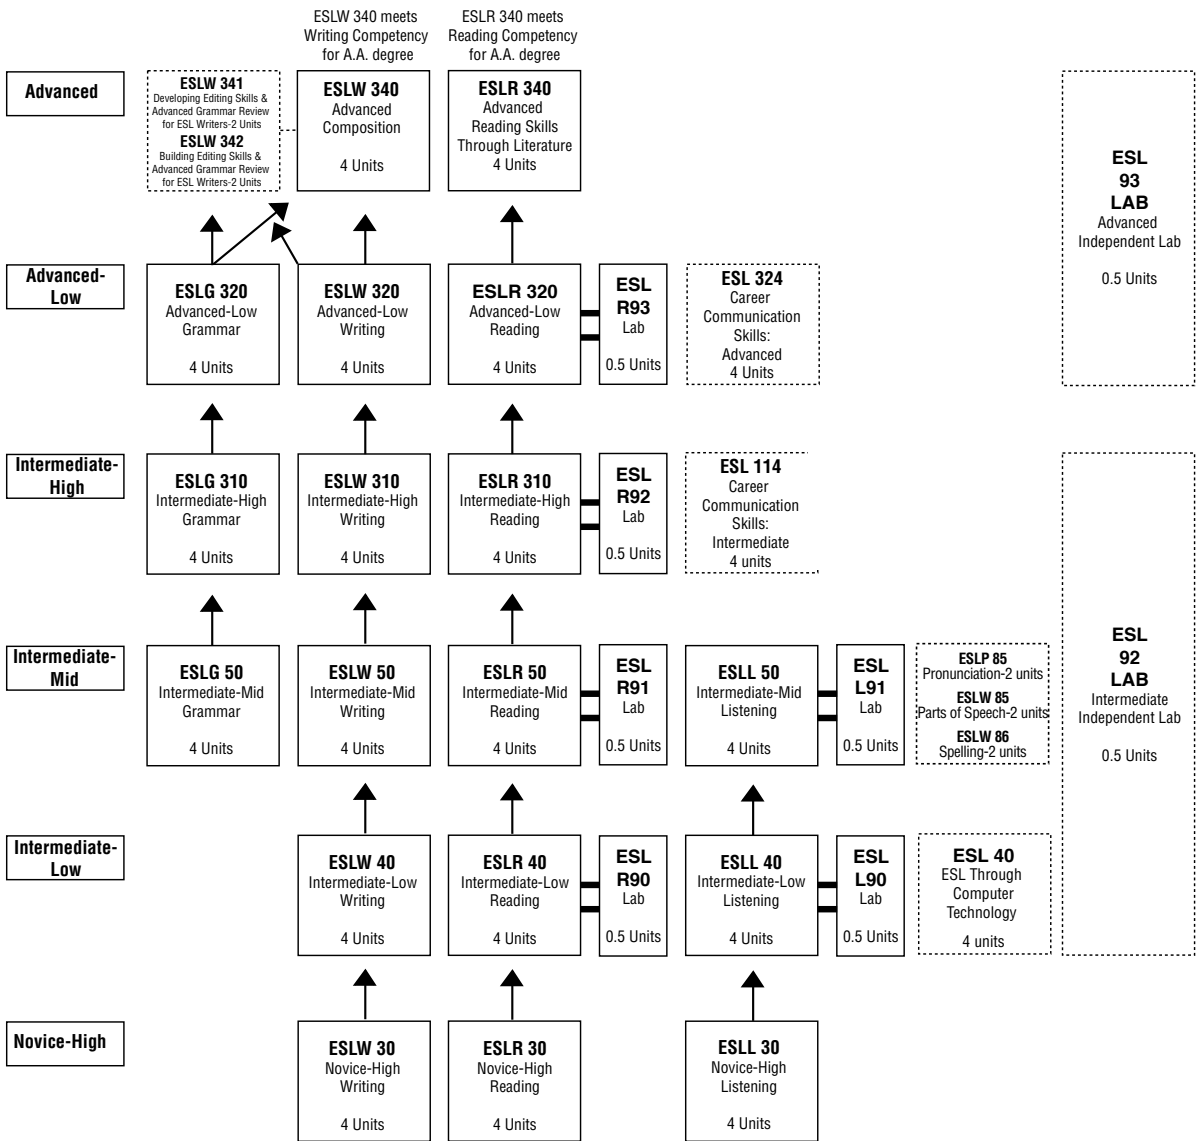 ESLW 340 meets
Writing Competency
for A.A. degree
ESLR 340 meets
Reading Competency
for A.A. degree
Advanced
ESLW 341
Developing Editing Skills &
Advanced Grammar Review
for ESL Writers-2 Units
ESLW 342
Building Editing Skills &
Advanced Grammar Review
for ESL Writers-2 Units
ESLW 340
Advanced
Composition
4 Units
ESLR 340
Advanced
Reading Skills
Through Literature
4 Units
ESL
93
LAB
Advanced
Independent Lab
0.5 Units
Advanced-
Low
ESLG 320
Advanced-Low
Grammar
4 Units
ESLW 320
Advanced-Low
Writing
4 Units
ESLR 320
Advanced-Low
Reading
4 Units
ESL
R93
Lab
0.5 Units
ESL 324
Career
Communication
Skills:
Advanced
4 Units
Intermediate-
High
ESLG 310
Intermediate-High
Grammar
4 Units
ESLW 310
Intermediate-High
Writing
4 Units
ESLR 310
Intermediate-High
Reading
4 Units
ESL
R92
Lab
0.5 Units
ESL 114
Career
Communication
Skills:
Intermediate
4 units
Intermediate-
Mid
ESLG 50
Intermediate-Mid
Grammar
4 Units
ESLW 50
Intermediate-Mid
Writing
4 Units
ESLR 50
Intermediate-Mid
Reading
4 Units
ESL
R91
Lab
0.5 Units
ESLL 50
Intermediate-Mid
Listening
4 Units
ESL
L91
Lab
0.5 Units
ESLP 85
Pronunciation-2 units
ESLW 85
Parts of Speech-2 units
ESLW 86
Spelling-2 units
ESL
92
LAB
Intermediate
Independent Lab
0.5 Units
Intermediate-
Low
ESLW 40
Intermediate-Low
Writing
4 Units
ESLR 40
Intermediate-Low
Reading
4 Units
ESL
R90
Lab
0.5 Units
ESLL 40
Intermediate-Low
Listening
4 Units
ESL
L90
Lab
0.5 Units
ESL 40
ESL Through
Computer
Technology
4 units
Novice-High
ESLW 30
Novice-High
Writing
4 Units
ESLR 30
Novice-High
Reading
4 Units
ESLL 30
Novice-High
Listening
4 Units